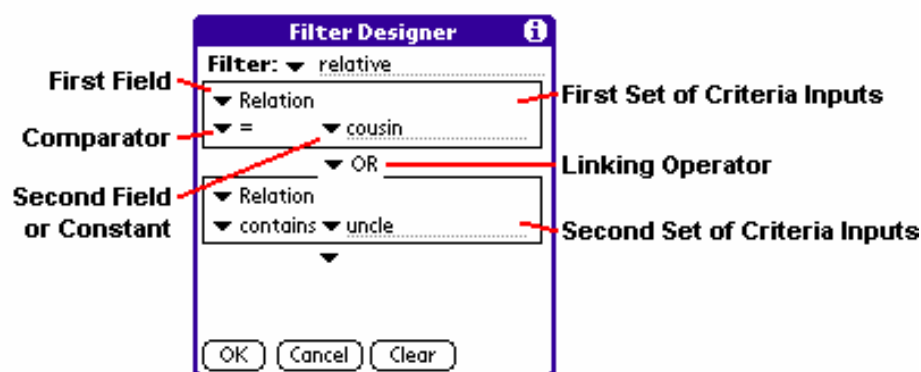 Filter Designer
Filter: relative
First Field
Relation
First Set of Criteria Inputs
Comparator
= cousin
OR
Linking Operator
Second Field
or Constant
Relation
contains uncle
Second Set of Criteria Inputs
OK Cancel Clear